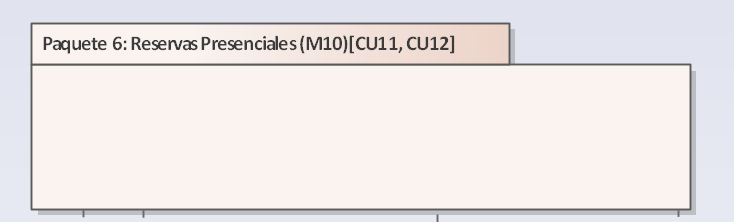 Paquete 6: Reservas Presenciales (M10)[CU11, CU12]